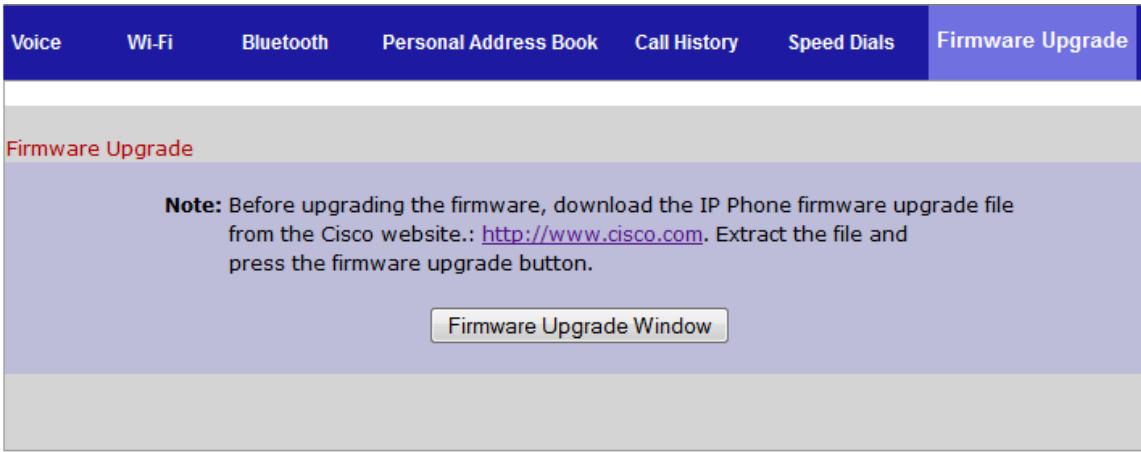 Voice Wi-Fi Bluetooth Personal Address Book Call History Speed Dials Firmware Upgrade
Firmware Upgrade
Note: Before upgrading the firmware, download the IP Phone firmware upgrade file
from the Cisco website.: http://www.cisco.com. Extract the file and
press the firmware upgrade button.
Firmware Upgrade Window